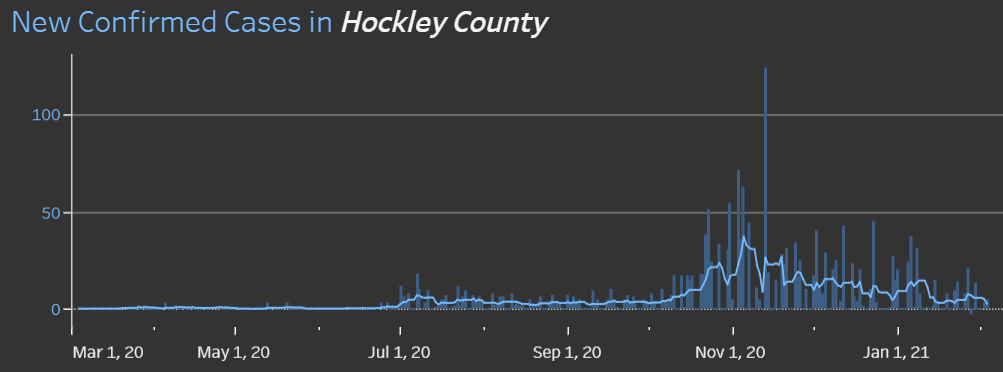 New Confirmed Cases in Hockley County
100
50
0
Mar 1, 20 May 1, 20 Jul 1, 20 Sep 1, 20 Nov 1, 20 Jan 1, 21